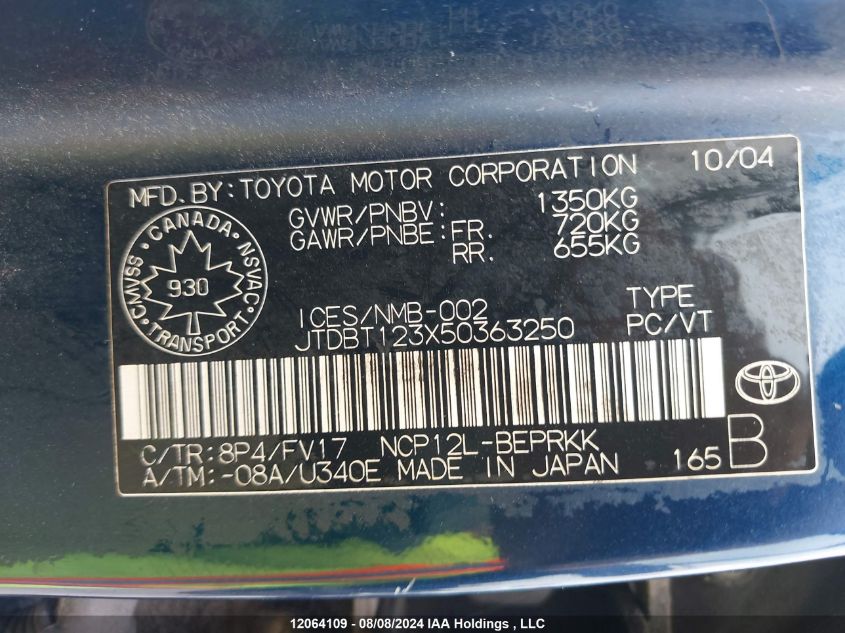 MFD.BY:TOYOTA MOTOR CORPORATION 10/04
GVWR/PNBV: 1350KG
GAWR/PNBE:FR. 720KG
RR. 655KG
CANADA
CMVSS 930 NSVAC
TRANSPORT
ICES/NMB-002 TYPE
JTDBT123X50363250 PC/VT
C/TR:8P4/FV17 NCP12L-BEPRKK
A/TM:-08A/U340E MADE IN JAPAN 165 B
12064109 - 08/08/2024 IAA Holdings , LLC